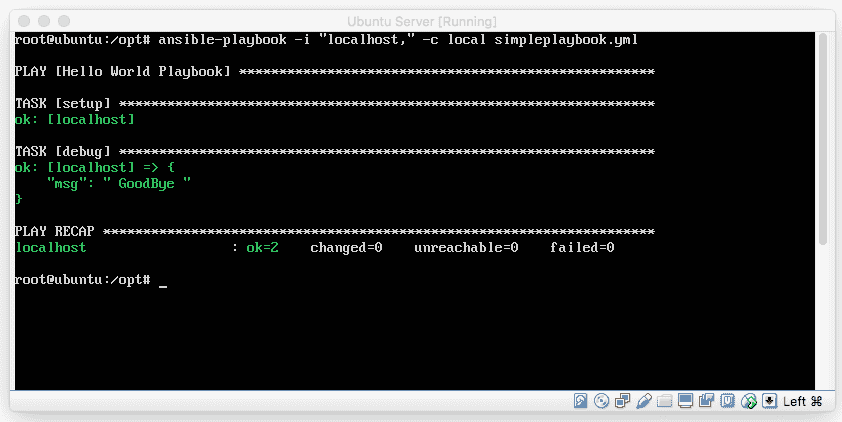 Ubuntu Server [Running]
root@ubuntu:/opt# ansible-playbook -i "localhost," -c local simpleplaybook.yml
PLAY [Hello World Playbook] ****************************************************
TASK [setup] *******************************************************************
ok: [localhost]
TASK [debug] *******************************************************************
ok: [localhost] => {
    "msg": " GoodBye "
}
PLAY RECAP *********************************************************************
localhost                  : ok=2    changed=0    unreachable=0    failed=0
root@ubuntu:/opt# _
Left ⌘